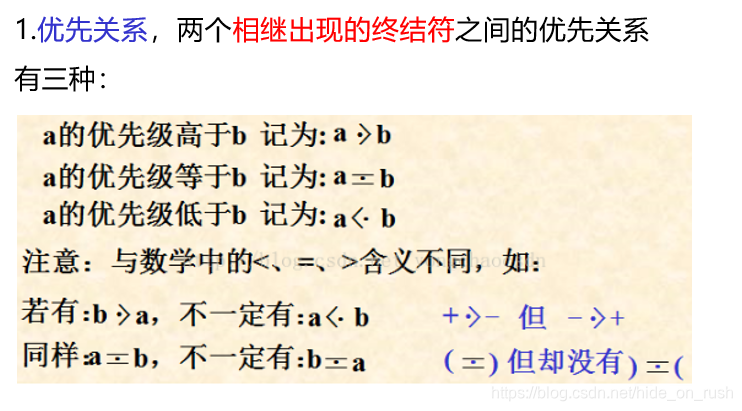 1.优先关系，两个相继出现的终结符之间的优先关系
有三种：
a的优先级高于b 记为: a ⋗ b
a的优先级等于b 记为: a ≐ b
a的优先级低于b 记为: a ⋖ b
注意：与数学中的<、=、>含义不同，如：
若有:b ⋗ a，不一定有:a ⋖ b + ⋗ − 但 − ⋗ +
同样:a ≐ b，不一定有:b ≐ a ( ≐ ) 但却没有 ) ≐ (
https://blog.csdn.net/hide_on_rush